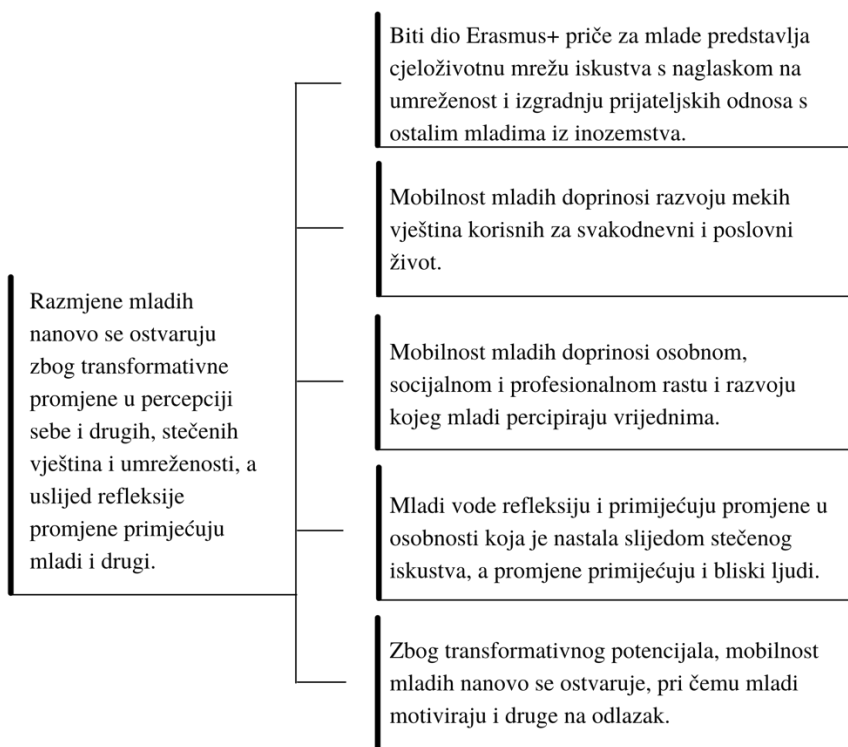 Razmjene mladih
nanovo se ostvaruju
zbog transformativne
promjene u percepciji
sebe i drugih, stečenih
vještina i umreženosti, a
uslijed refleksije
promjene primjećuju
mladi i drugi.
Biti dio Erasmus+ priče za mlade predstavlja
cjeloživotnu mrežu iskustva s naglaskom na
umreženost i izgradnju prijateljskih odnosa s
ostalim mladima iz inozemstva.
Mobilnost mladih doprinosi razvoju mekih
vještina korisnih za svakodnevni i poslovni
život.
Mobilnost mladih doprinosi osobnom,
socijalnom i profesionalnom rastu i razvoju
kojeg mladi percipiraju vrijednima.
Mladi vode refleksiju i primijećuju promjene u
osobnosti koja je nastala slijedom stečenog
iskustva, a promjene primijećuju i bliski ljudi.
Zbog transformativnog potencijala, mobilnost
mladih nanovo se ostvaruje, pri čemu mladi
motiviraju i druge na odlazak.